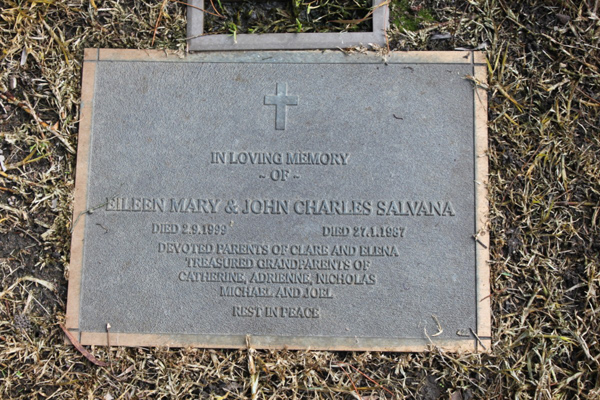 IN LOVING MEMORY
~ OF ~
EILEEN MARY & JOHN CHARLES SALVANA
DIED 2.9.1999 DIED 27.1.1987
DEVOTED PARENTS OF CLARE AND ELENA
TREASURED GRANDPARENTS OF
CATHERINE, ADRIENNE, NICHOLAS
MICHAEL AND JOEL
REST IN PEACE